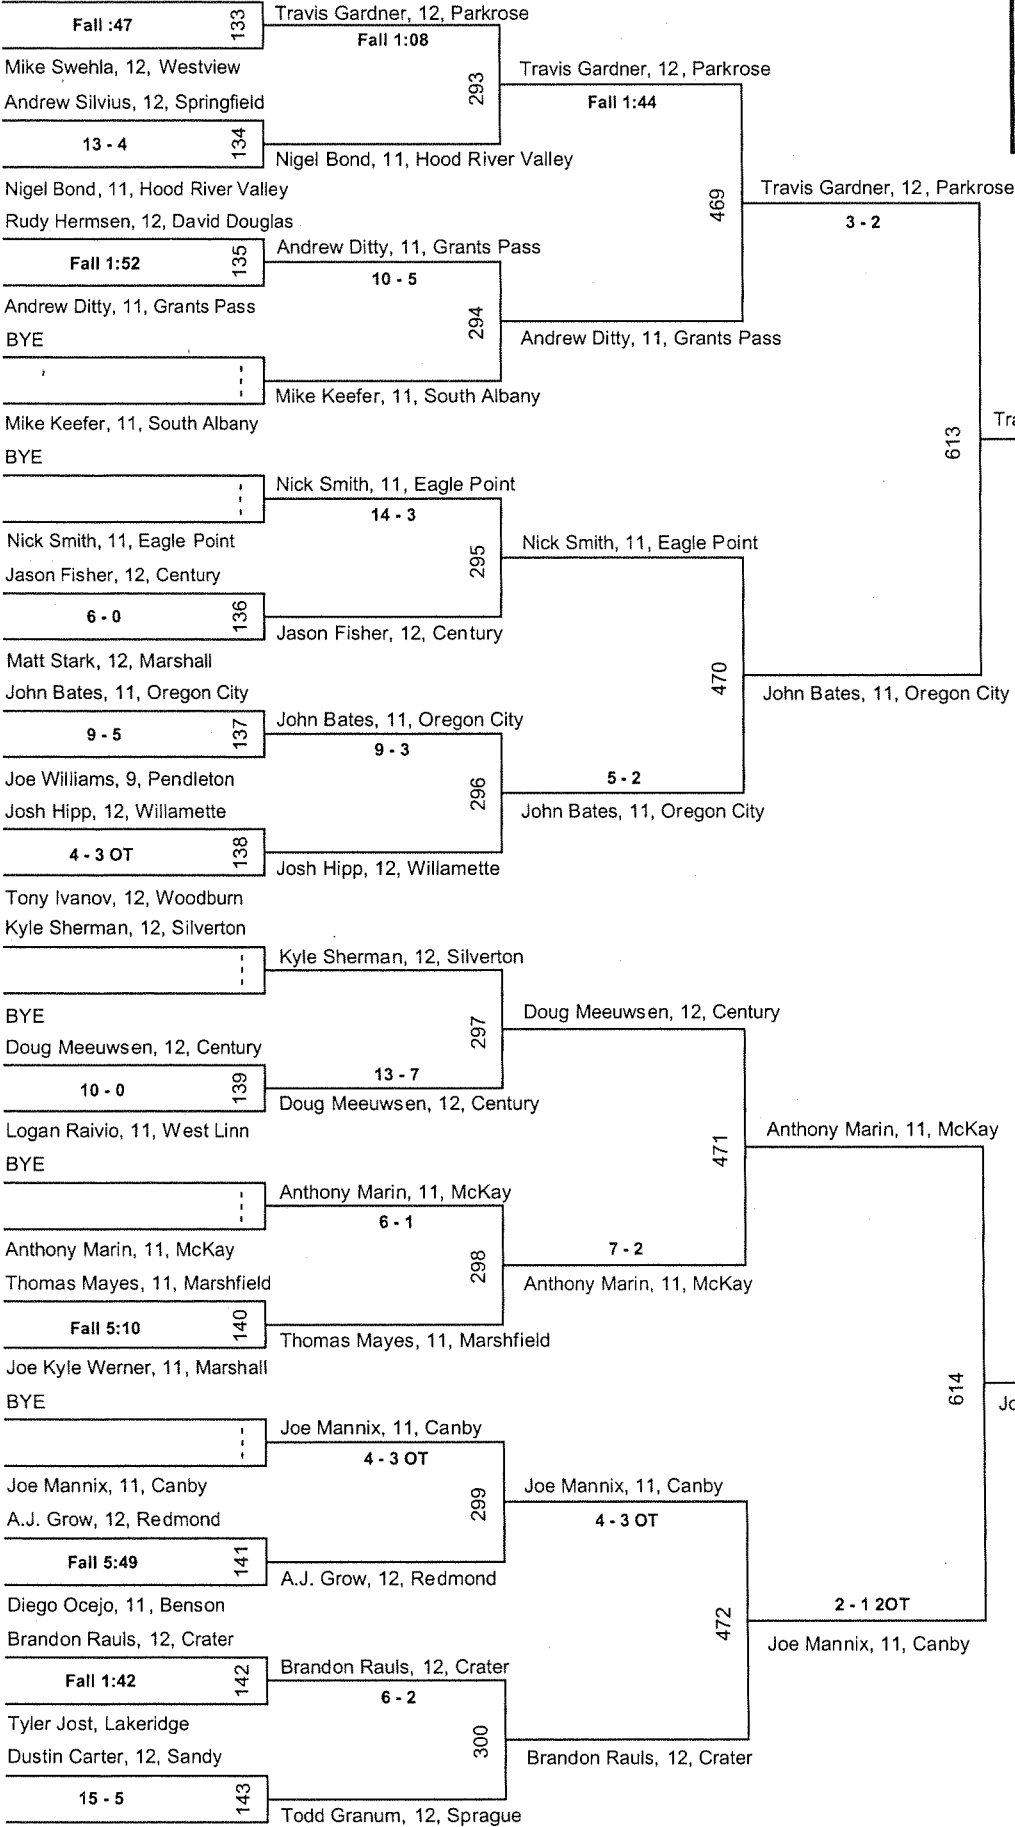 Fall :47
133
Travis Gardner, 12, Parkrose
Fall 1:08
Mike Swehla, 12, Westview
293
Travis Gardner, 12, Parkrose
Fall 1:44
Andrew Silvius, 12, Springfield
13 - 4
134
Nigel Bond, 11, Hood River Valley
Nigel Bond, 11, Hood River Valley
469
Travis Gardner, 12, Parkrose
3 - 2
Rudy Hermsen, 12, David Douglas
Fall 1:52
135
Andrew Ditty, 11, Grants Pass
10 - 5
Andrew Ditty, 11, Grants Pass
294
Andrew Ditty, 11, Grants Pass
BYE
Mike Keefer, 11, South Albany
Mike Keefer, 11, South Albany
613
Tra
BYE
Nick Smith, 11, Eagle Point
14 - 3
Nick Smith, 11, Eagle Point
295
Nick Smith, 11, Eagle Point
Jason Fisher, 12, Century
6 - 0
136
Jason Fisher, 12, Century
Matt Stark, 12, Marshall
470
John Bates, 11, Oregon City
John Bates, 11, Oregon City
9 - 5
137
John Bates, 11, Oregon City
9 - 3
Joe Williams, 9, Pendleton
296
5 - 2
John Bates, 11, Oregon City
Josh Hipp, 12, Willamette
4 - 3 OT
138
Josh Hipp, 12, Willamette
Tony Ivanov, 12, Woodburn
Kyle Sherman, 12, Silverton
Kyle Sherman, 12, Silverton
BYE
297
Doug Meeuwsen, 12, Century
Doug Meeuwsen, 12, Century
10 - 0
139
13 - 7
Doug Meeuwsen, 12, Century
Logan Raivio, 11, West Linn
471
Anthony Marin, 11, McKay
BYE
Anthony Marin, 11, McKay
6 - 1
Anthony Marin, 11, McKay
298
7 - 2
Anthony Marin, 11, McKay
Thomas Mayes, 11, Marshfield
Fall 5:10
140
Thomas Mayes, 11, Marshfield
Joe Kyle Werner, 11, Marshall
614
Jo
BYE
Joe Mannix, 11, Canby
4 - 3 OT
Joe Mannix, 11, Canby
299
Joe Mannix, 11, Canby
4 - 3 OT
A.J. Grow, 12, Redmond
Fall 5:49
141
A.J. Grow, 12, Redmond
Diego Ocejo, 11, Benson
472
2 - 1 2OT
Joe Mannix, 11, Canby
Brandon Rauls, 12, Crater
Fall 1:42
142
Brandon Rauls, 12, Crater
6 - 2
Tyler Jost, Lakeridge
300
Brandon Rauls, 12, Crater
Dustin Carter, 12, Sandy
15 - 5
143
Todd Granum, 12, Sprague